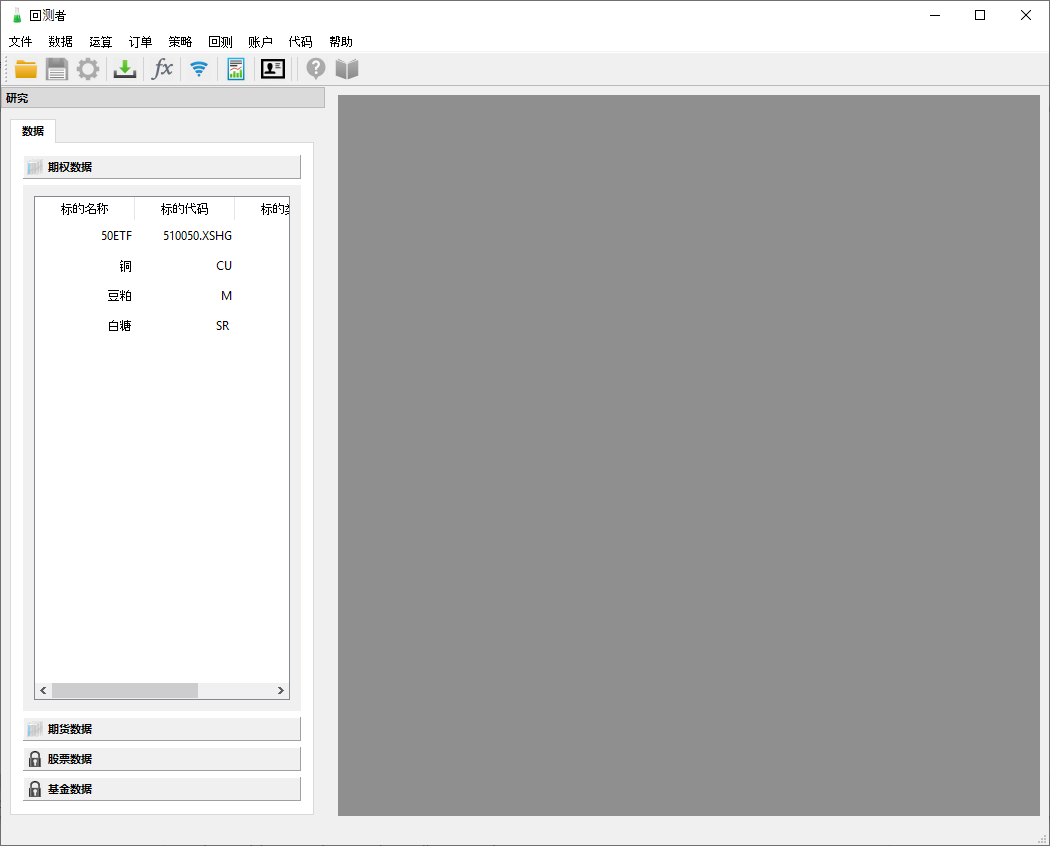 回测者
文件 数据 运算 订单 策略 回测 账户 代码 帮助
fx
研究
数据
期权数据
标的名称 标的代码 标的
50ETF 510050.XSHG
铜 CU
豆粕 M
白糖 SR
期货数据
股票数据
基金数据